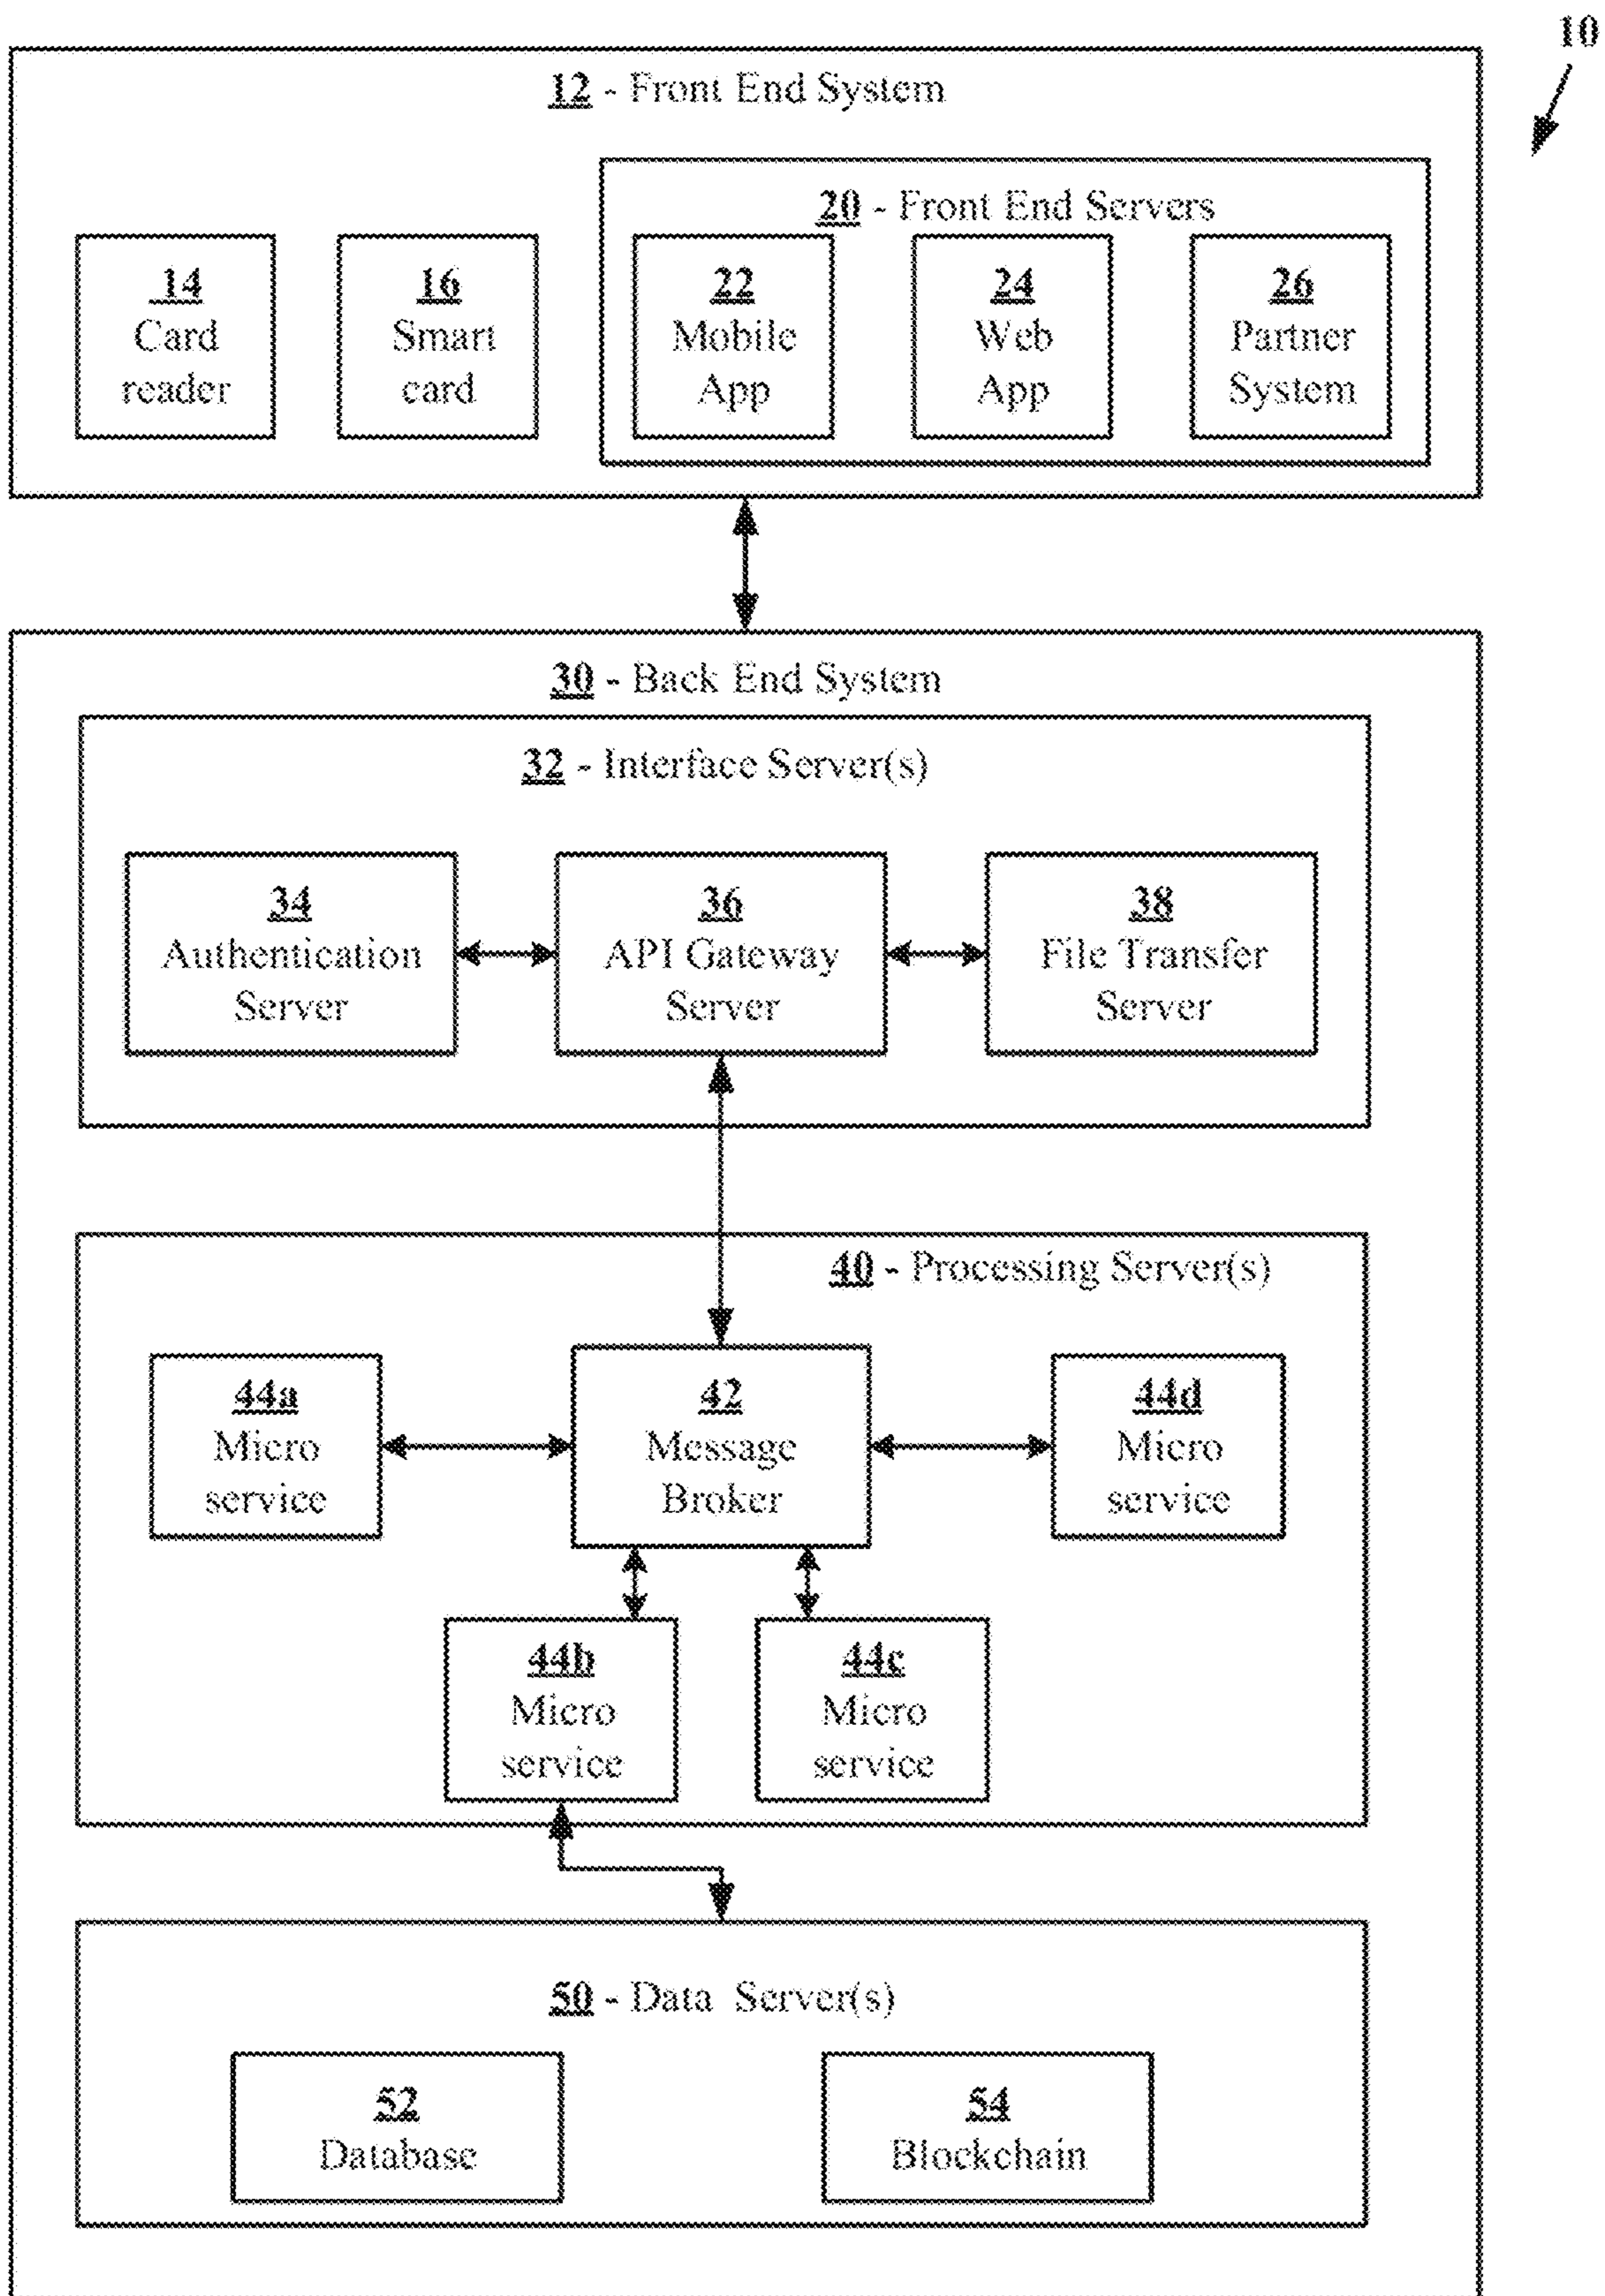 10
12 - Front End System
20 - Front End Servers
14
Card
reader
16
Smart
card
22
Mobile
App
24
Web
App
26
Partner
System
30 - Back End System
32 - Interface Server(s)
34
Authentication
Server
36
API Gateway
Server
38
File Transfer
Server
40 - Processing Server(s)
44a
Micro
service
42
Message
Broker
44d
Micro
service
44b
Micro
service
44c
Micro
service
50 - Data Server(s)
52
Database
54
Blockchain